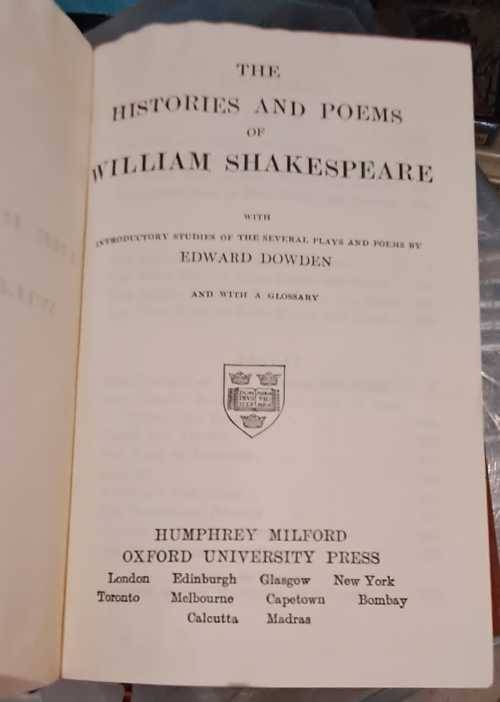 THE
HISTORIES AND POEMS
OF
WILLIAM SHAKESPEARE
WITH
INTRODUCTORY STUDIES OF THE SEVERAL PLAYS AND POEMS BY
EDWARD DOWDEN
AND WITH A GLOSSARY
HUMPHREY MILFORD
OXFORD UNIVERSITY PRESS
London Edinburgh Glasgow New York
Toronto Melbourne Capetown Bombay
Calcutta Madras